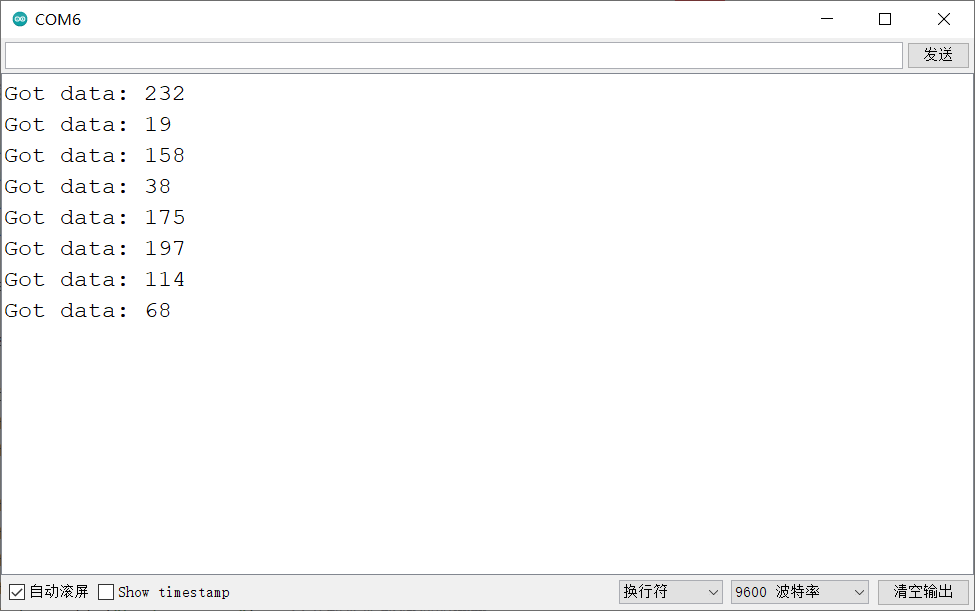 COM6
发送
Got data: 232
Got data: 19
Got data: 158
Got data: 38
Got data: 175
Got data: 197
Got data: 114
Got data: 68
自动滚屏 Show timestamp 换行符 9600 波特率 清空输出